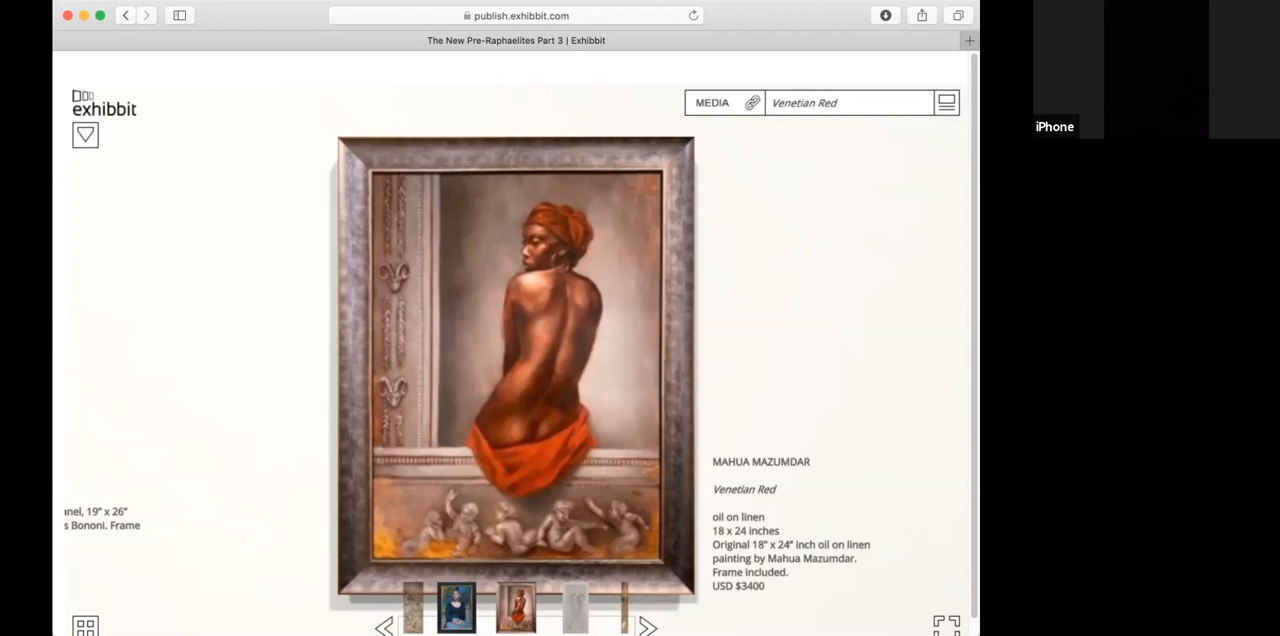 publish.exhibbit.com
The New Pre-Raphaelites Part 3 | Exhibbit
exhibbit
MEDIA
Venetian Red
iPhone
MAHUA MAZUMDAR
Venetian Red
oil on linen
18 x 24 inches
Original 18" x 24" inch oil on linen
painting by Mahua Mazumdar.
Frame included.
USD $3400
anel, 19" x 26"
s Bononi. Frame